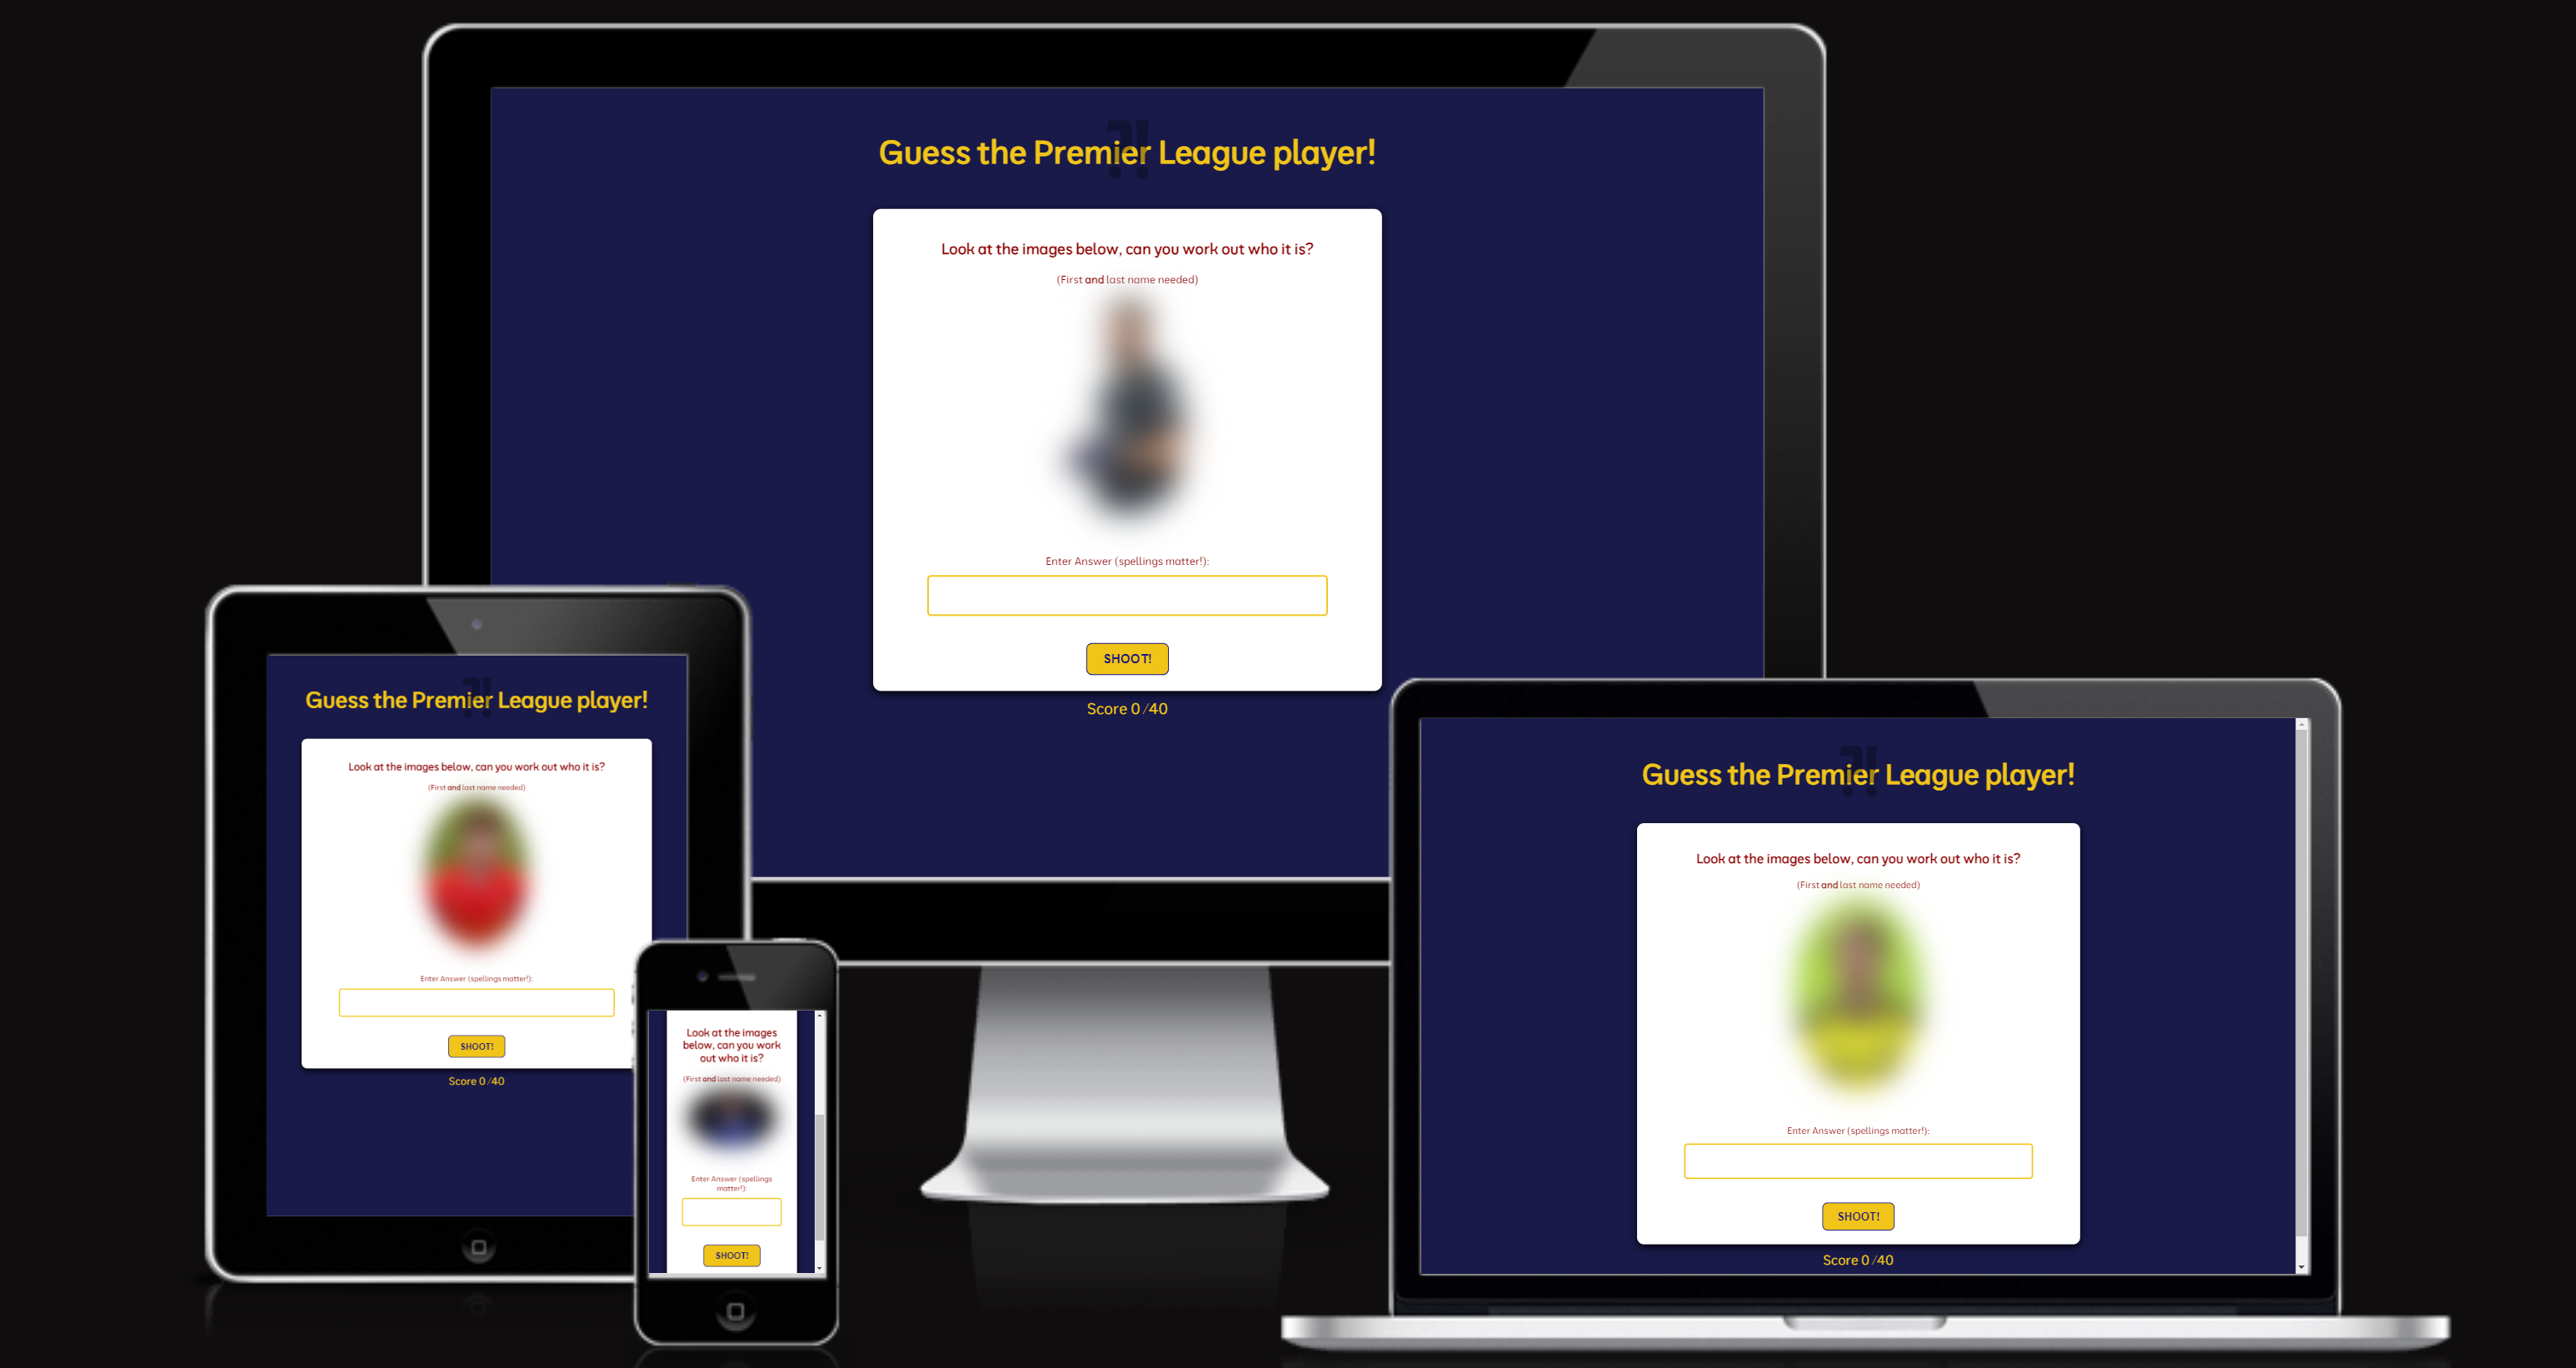 Guess the Premier League player!
Look at the images below, can you work out who it is?
(First and last name needed)
Enter Answer (spellings matter!):
SHOOT!
Score 0/40
Guess the Premier League player!
Look at the images below, can you work out who it is?
(First and last name needed)
Enter Answer (spellings matter!):
SHOOT!
Score 0/40
Look at the images
below, can you work
out who it is?
(First and last name needed)
Enter Answer (spellings
matter!):
SHOOT!
Guess the Premier League player!
Look at the images below, can you work out who it is?
(First and last name needed)
Enter Answer (spellings matter!):
SHOOT!
Score 0/40